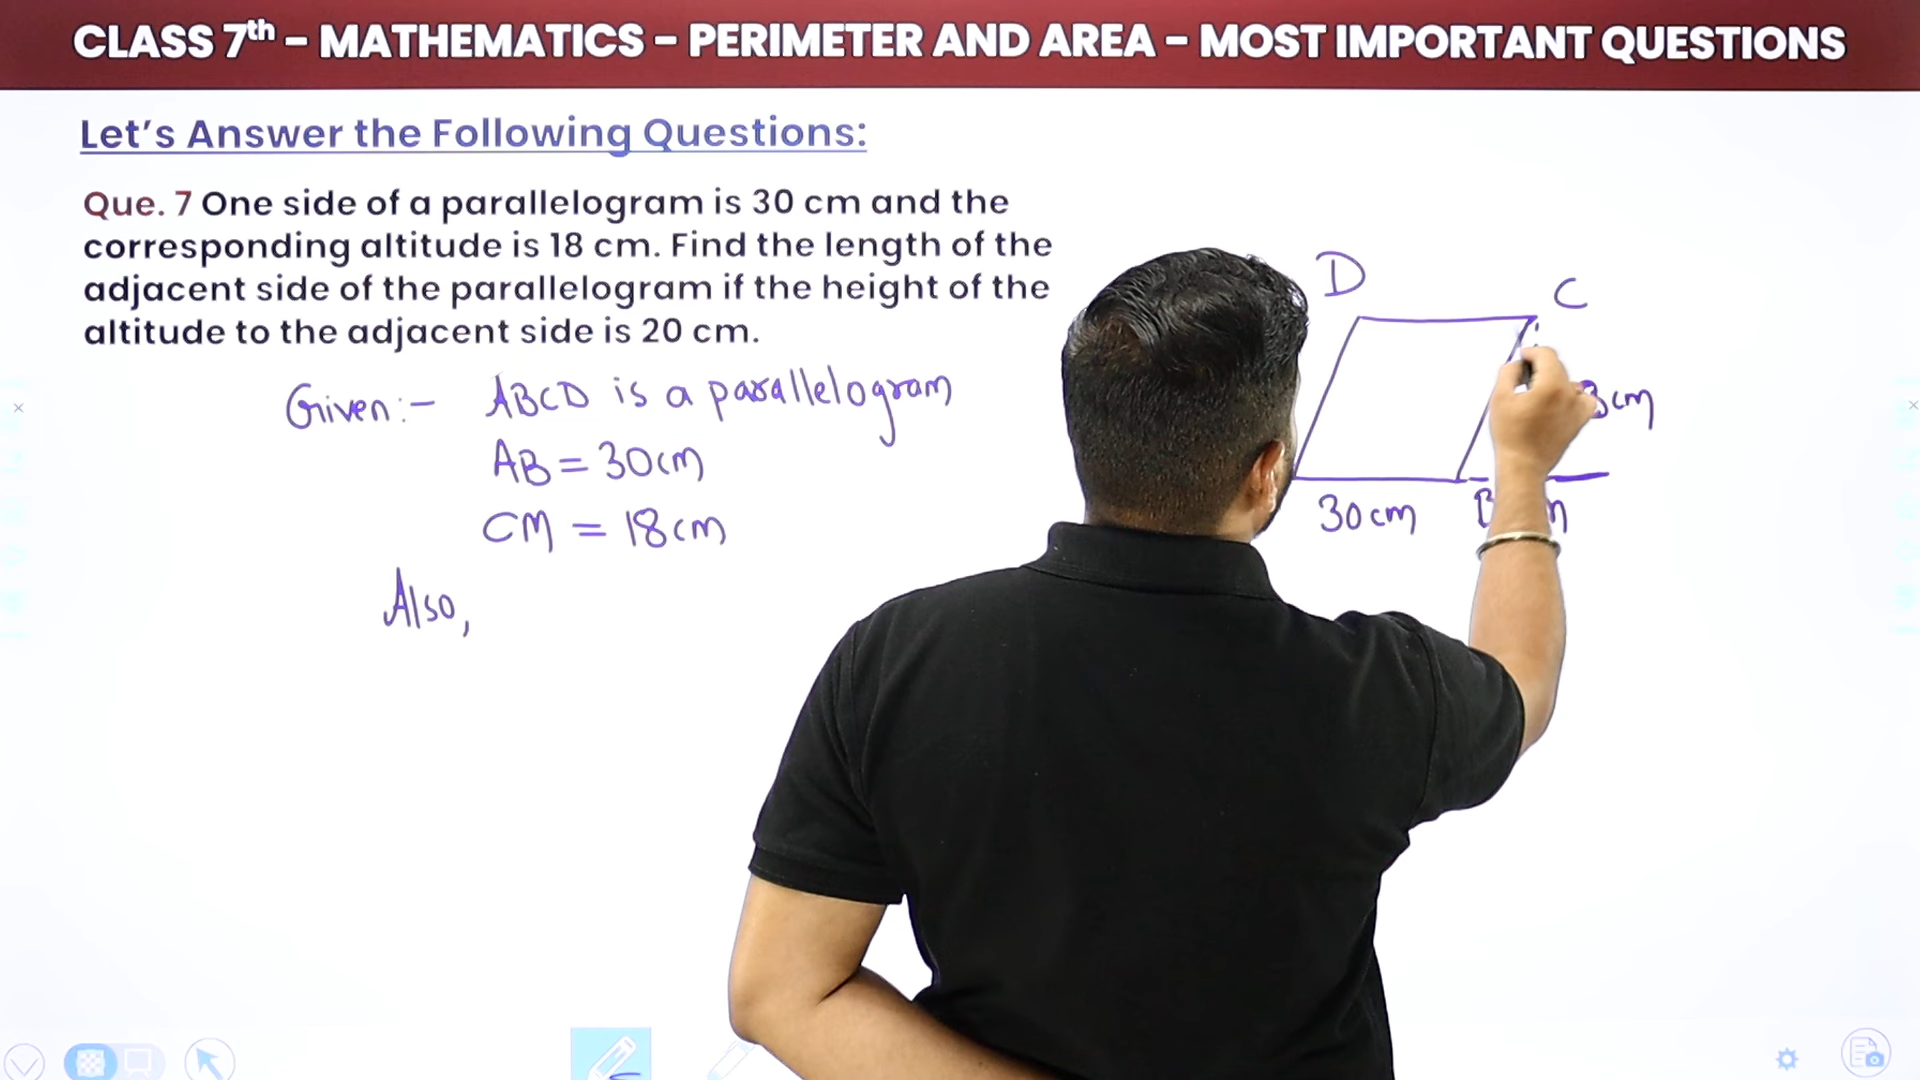 CLASS 7th – MATHEMATICS – PERIMETER AND AREA – MOST IMPORTANT QUESTIONS
Let’s Answer the Following Questions:
Que. 7 One side of a parallelogram is 30 cm and the
corresponding altitude is 18 cm. Find the length of the
adjacent side of the parallelogram if the height of the
altitude to the adjacent side is 20 cm.
Given:- ABCD is a parallelogram
AB = 30cm
CM = 18cm
Also,
D
C
cm
30cm